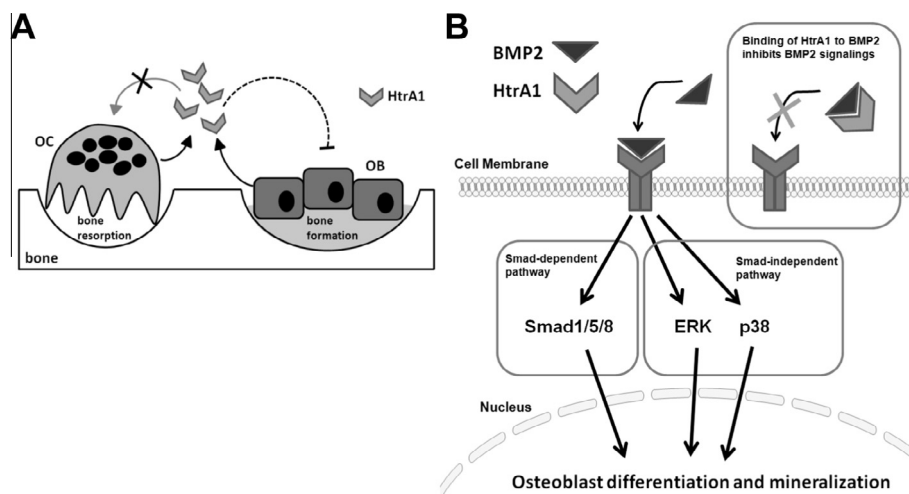 A
HtrA1
OC
OB
bone
resorption
bone
formation
bone
B
BMP2
HtrA1
Binding of HtrA1 to BMP2
inhibits BMP2 signalings
Cell Membrane
Smad-dependent
pathway
Smad-independent
pathway
Smad1/5/8
ERK
p38
Nucleus
Osteoblast differentiation and mineralization